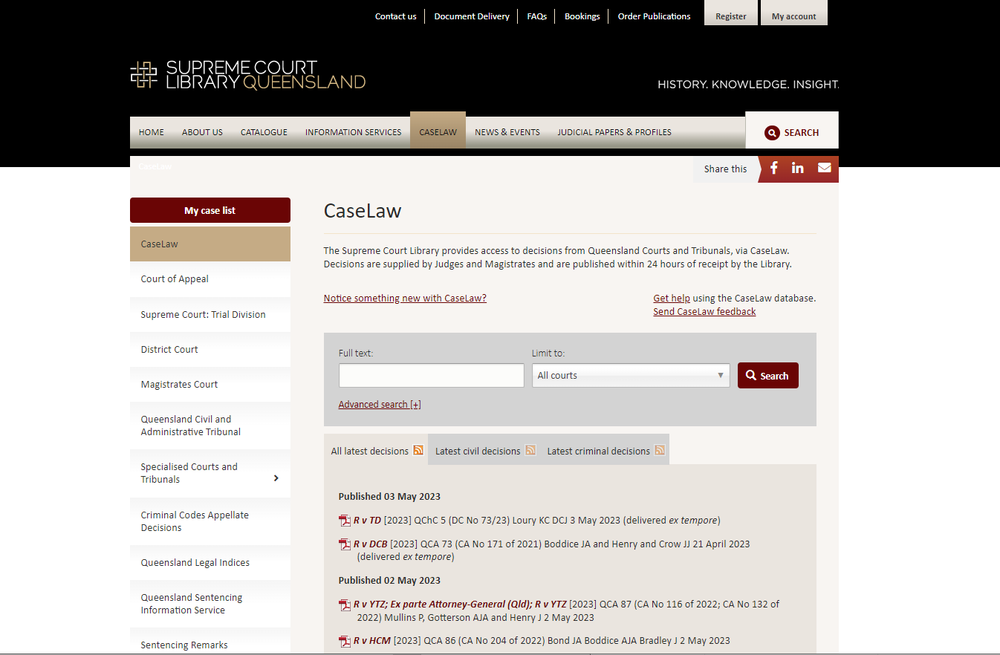 Contact us
Document Delivery
FAQs
Bookings
Order Publications
Register
My account
SUPREME COURT
LIBRARY QUEENSLAND
HISTORY. KNOWLEDGE. INSIGHT.
HOME
ABOUT US
CATALOGUE
INFORMATION SERVICES
CASELAW
NEWS & EVENTS
JUDICIAL PAPERS & PROFILES
SEARCH
CaseLaw
Share this
My case list
CaseLaw
Court of Appeal
Supreme Court: Trial Division
District Court
Magistrates Court
Queensland Civil and
Administrative Tribunal
Specialised Courts and
Tribunals
Criminal Codes Appellate
Decisions
Queensland Legal Indices
Queensland Sentencing
Information Service
Sentencing Remarks
CaseLaw
The Supreme Court Library provides access to decisions from Queensland Courts and Tribunals, via CaseLaw.
Decisions are supplied by Judges and Magistrates and are published within 24 hours of receipt by the Library.
Notice something new with CaseLaw?
Get help using the CaseLaw database.
Send CaseLaw feedback
Full text:
Limit to:
All courts
Search
Advanced search [+]
All latest decisions
Latest civil decisions
Latest criminal decisions
Published 03 May 2023
R v TD [2023] QChC 5 (DC No 73/23) Loury KC DCJ 3 May 2023 (delivered ex tempore)
R v DCB [2023] QCA 73 (CA No 171 of 2021) Boddice JA and Henry and Crow JJ 21 April 2023
(delivered ex tempore)
Published 02 May 2023
R v YTZ; Ex parte Attorney-General (Qld); R v YTZ [2023] QCA 87 (CA No 116 of 2022; CA No 132 of
2022) Mullins P, Gotterson AJA and Henry J 2 May 2023
R v HCM [2023] QCA 86 (CA No 204 of 2022) Bond JA Boddice AJA Bradley J 2 May 2023